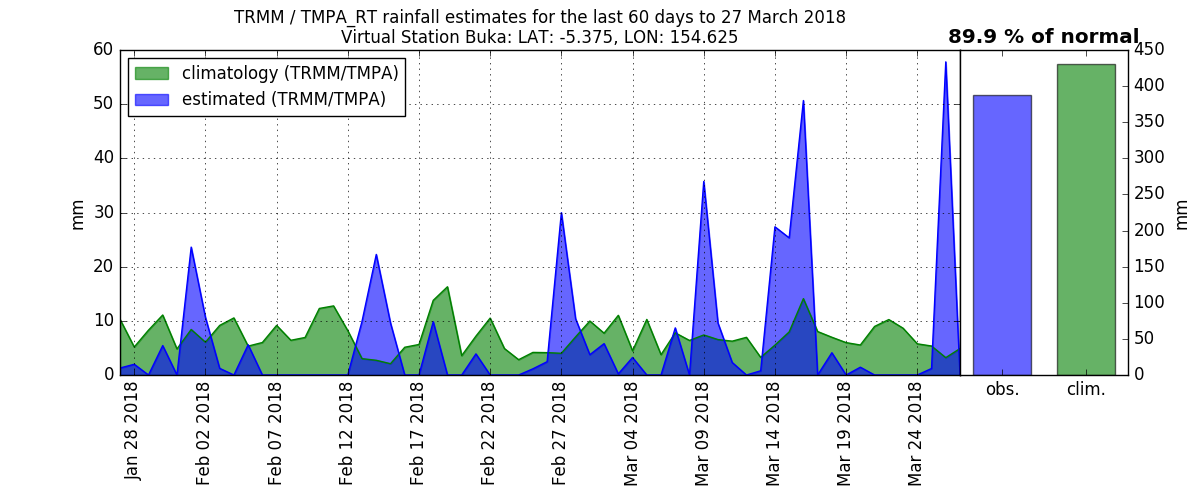 TRMM / TMPA_RT rainfall estimates for the last 60 days to 27 March 2018
Virtual Station Buka: LAT: -5.375, LON: 154.625
89.9 % of normal
climatology (TRMM/TMPA)
estimated (TRMM/TMPA)
60
50
40
30
20
10
0
mm
Jan 28 2018
Feb 02 2018
Feb 07 2018
Feb 12 2018
Feb 17 2018
Feb 22 2018
Feb 27 2018
Mar 04 2018
Mar 09 2018
Mar 14 2018
Mar 19 2018
Mar 24 2018
obs.
clim.
450
400
350
300
250
200
150
100
50
0
mm